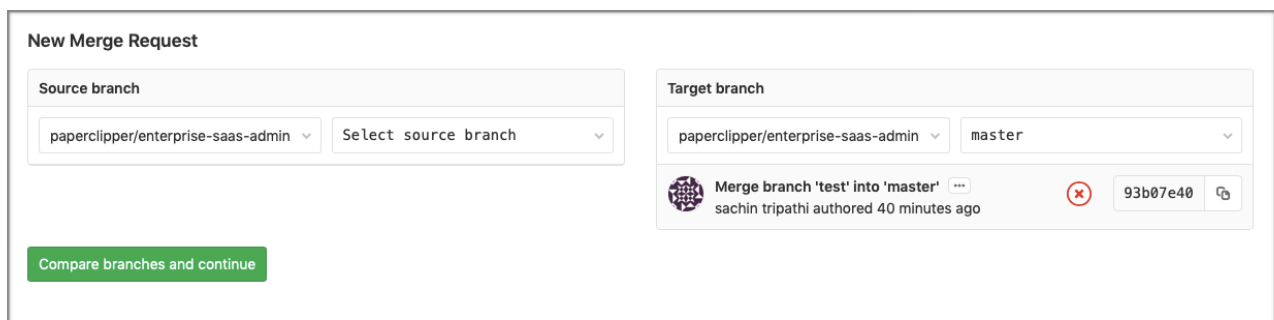 New Merge Request
Source branch
paperclipper/enterprise-saas-admin
Select source branch
Target branch
paperclipper/enterprise-saas-admin
master
Merge branch 'test' into 'master'
sachin tripathi authored 40 minutes ago
93b07e40
Compare branches and continue